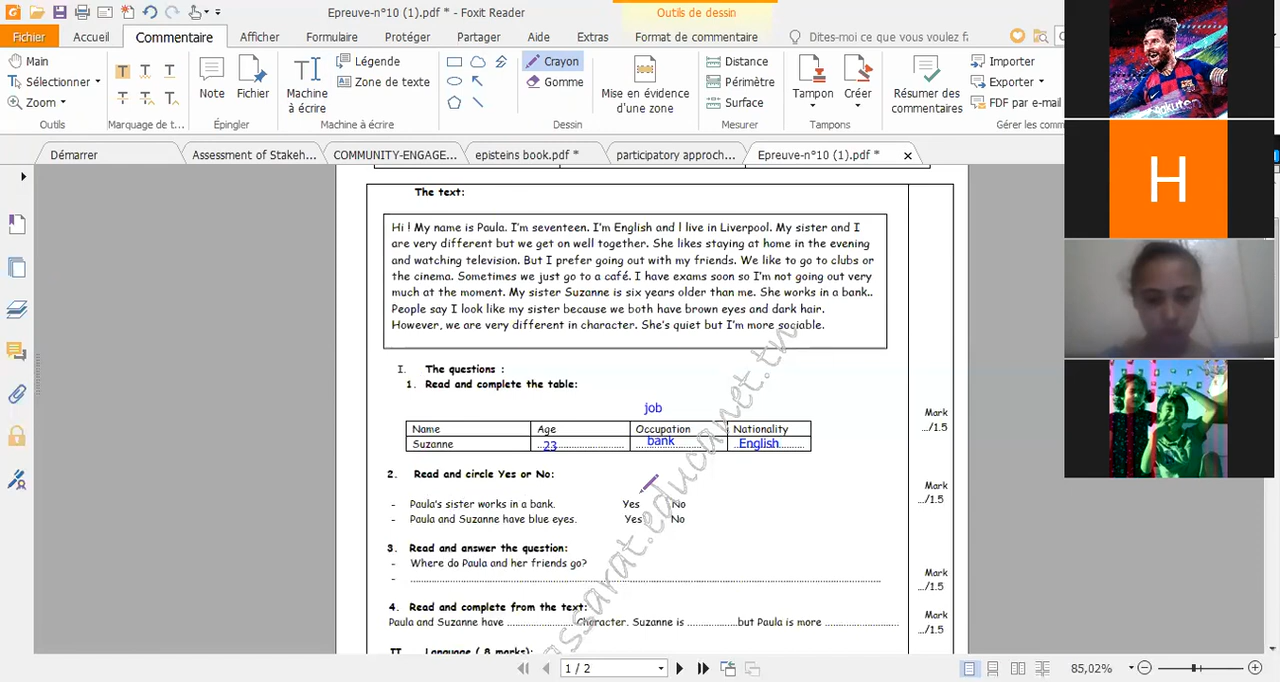 Epreuve-n°10 (1).pdf * - Foxit Reader
Outils de dessin
Fichier
Accueil
Commentaire
Afficher
Formulaire
Protéger
Partager
Aide
Extras
Format de commentaire
Dites-moi ce que vous voulez f
Main
Sélectionner
Zoom
Outils
Marquage de t...
Note
Fichier
Épingler
Machine
à écrire
Légende
Zone de texte
Machine à écrire
Crayon
Gomme
Dessin
Mise en évidence
d'une zone
Distance
Périmètre
Surface
Mesurer
Tampon
Créer
Tampons
Résumer des
commentaires
Importer
Exporter
FDF par e-mail
Gérer les comm
Démarrer
Assessment of Stakeh...
COMMUNITY-ENGAGE...
episteins book.pdf *
participatory approch...
Epreuve-n°10 (1).pdf *
The text:
Hi ! My name is Paula. I'm seventeen. I'm English and I live in Liverpool. My sister and I
are very different but we get on well together. She likes staying at home in the evening
and watching television. But I prefer going out with my friends. We like to go to clubs or
the cinema. Sometimes we just go to a café. I have exams soon so I'm not going out very
much at the moment. My sister Suzanne is six years older than me. She works in a bank..
People say I look like my sister because we both have brown eyes and dark hair.
However, we are very different in character. She's quiet but I'm more sociable.
I. The questions :
1. Read and complete the table:
job
Name Age Occupation Nationality
Suzanne 23 bank English
Mark
.../1.5
2. Read and circle Yes or No:
- Paula's sister works in a bank. Yes No
- Paula and Suzanne have blue eyes. Yes No
Mark
.../1.5
3. Read and answer the question:
- Where do Paula and her friends go?
- ..........................................................................................
Mark
.../1.5
4. Read and complete from the text:
Paula and Suzanne have ................. Character. Suzanne is .................but Paula is more ...................
Mark
.../1.5
II. Language ( 8 marks):
assarat.educanet.tn
1 / 2
85,02%
H
Rakuten